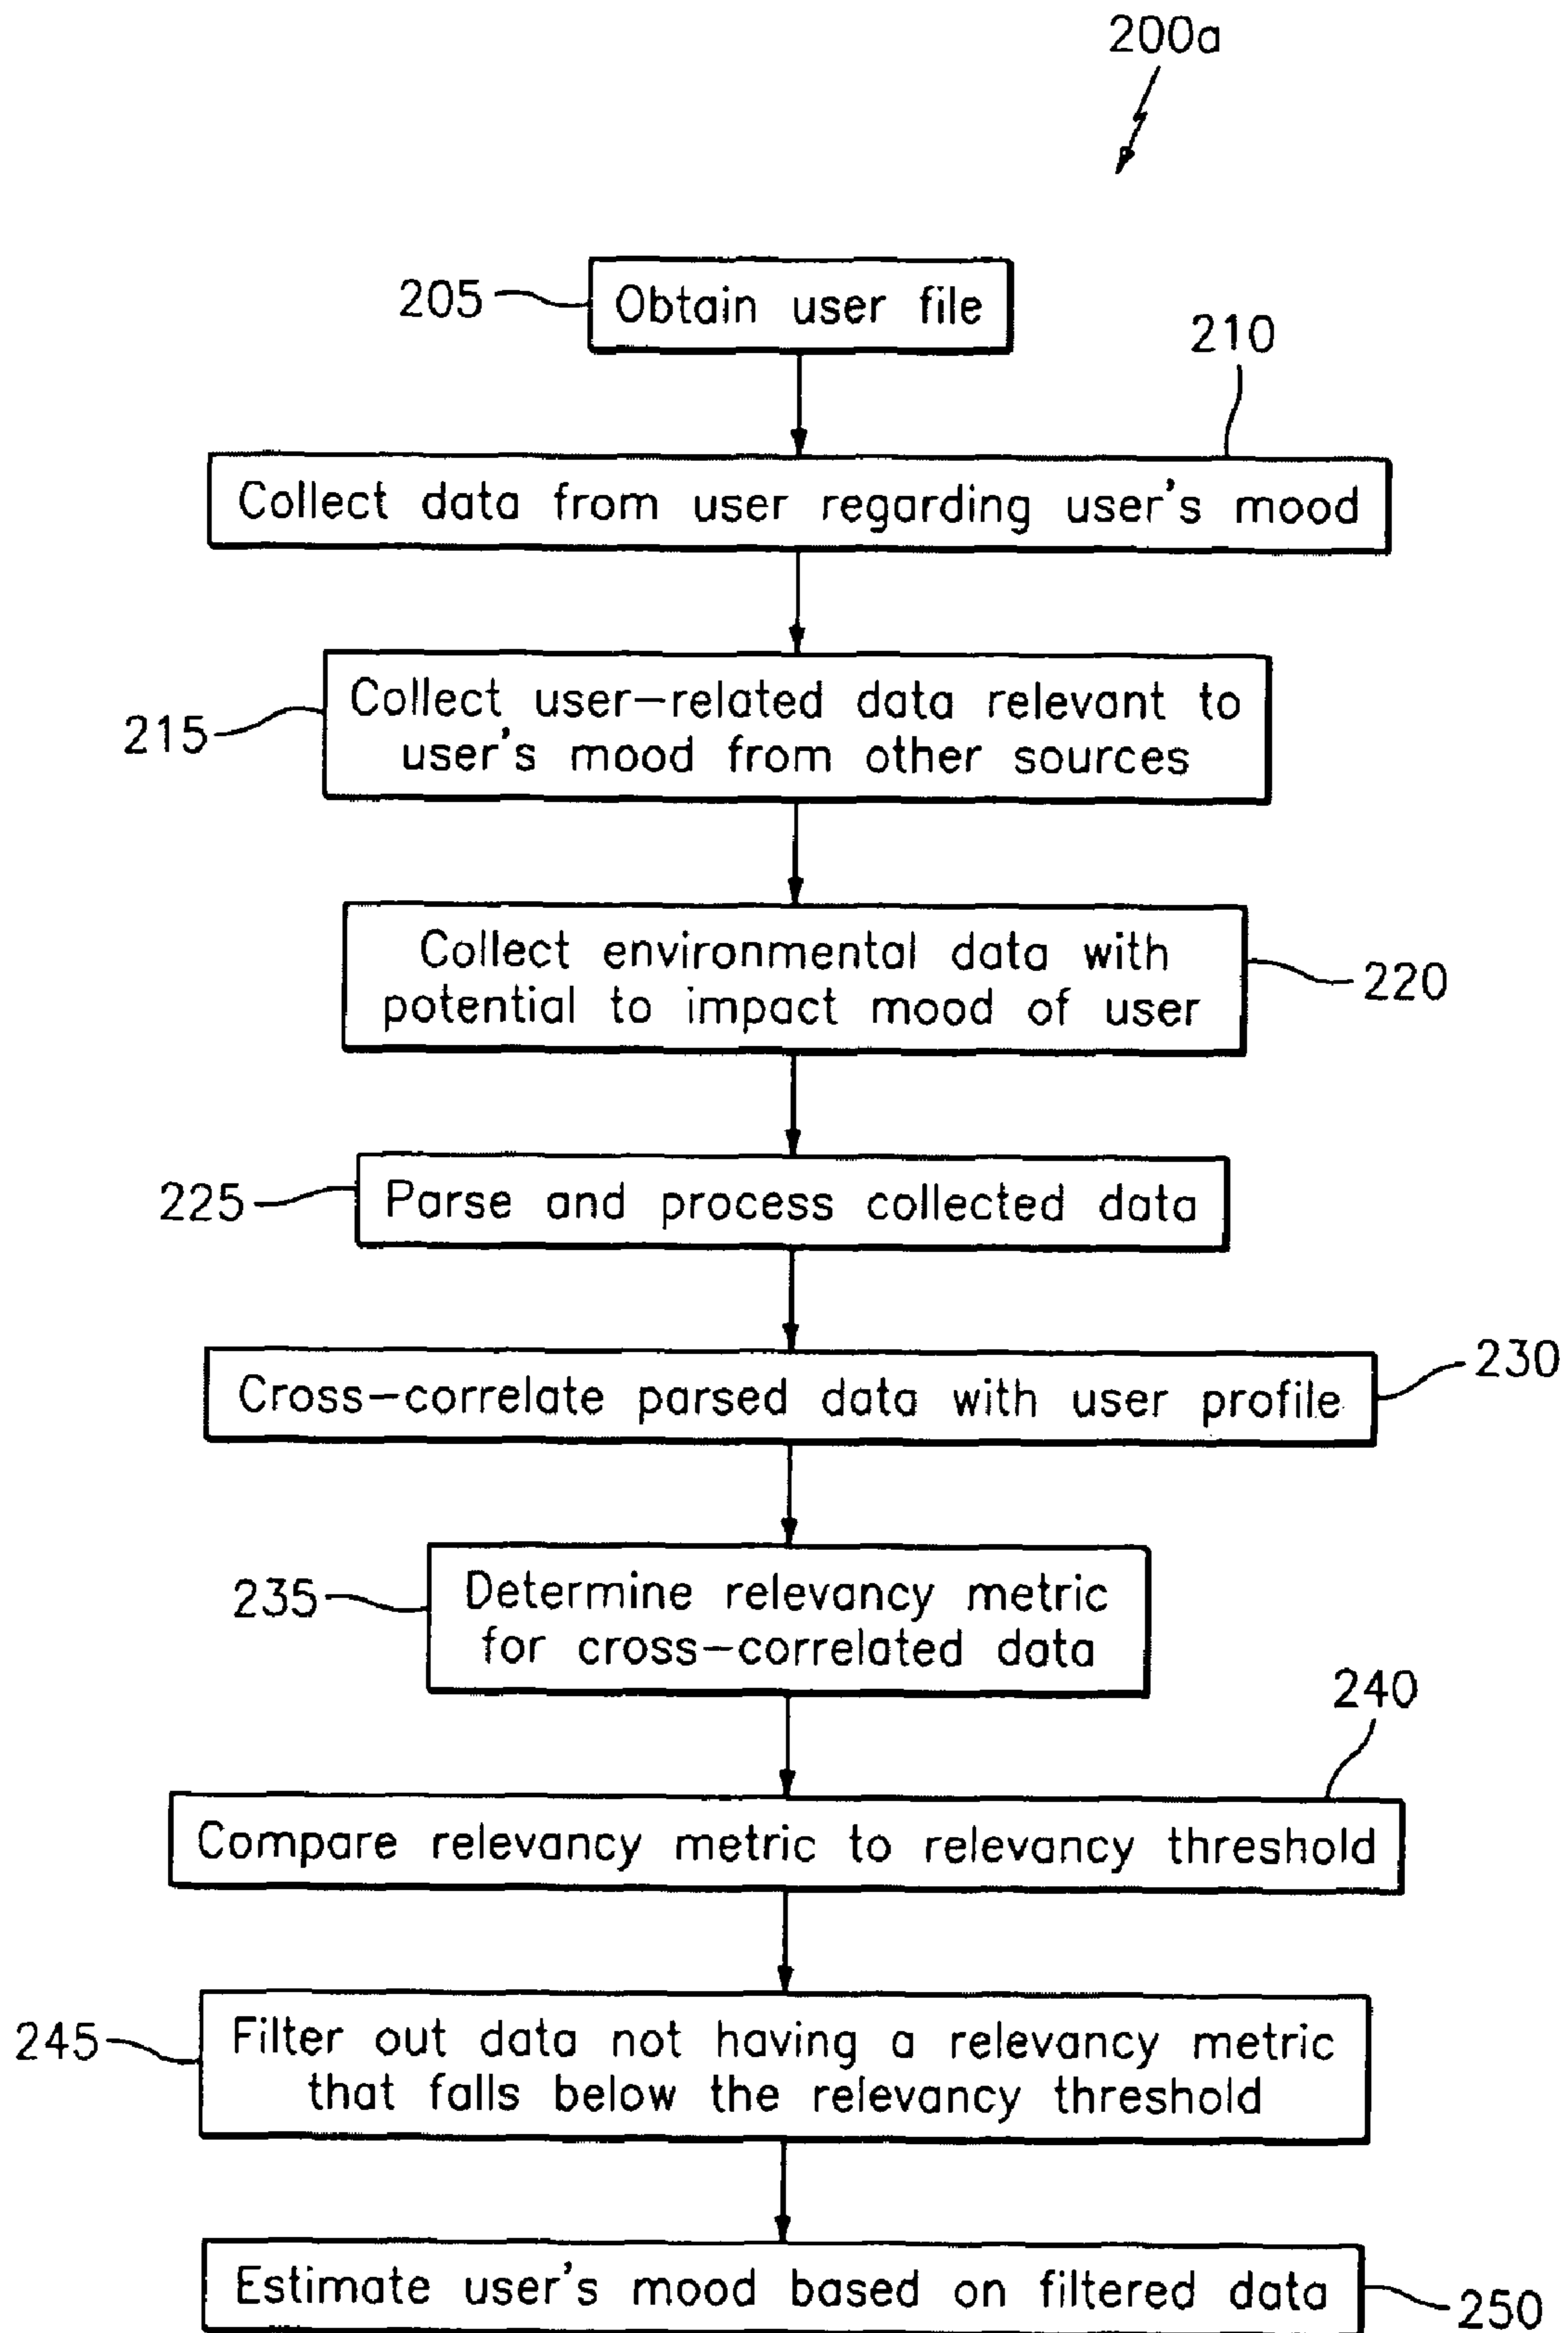 200a
205
Obtain user file
210
Collect data from user regarding user's mood
215
Collect user-related data relevant to
user's mood from other sources
Collect environmental data with
potential to impact mood of user
220
225
Parse and process collected data
230
Cross-correlate parsed data with user profile
235
Determine relevancy metric
for cross-correlated data
240
Compare relevancy metric to relevancy threshold
245
Filter out data not having a relevancy metric
that falls below the relevancy threshold
Estimate user's mood based on filtered data
250